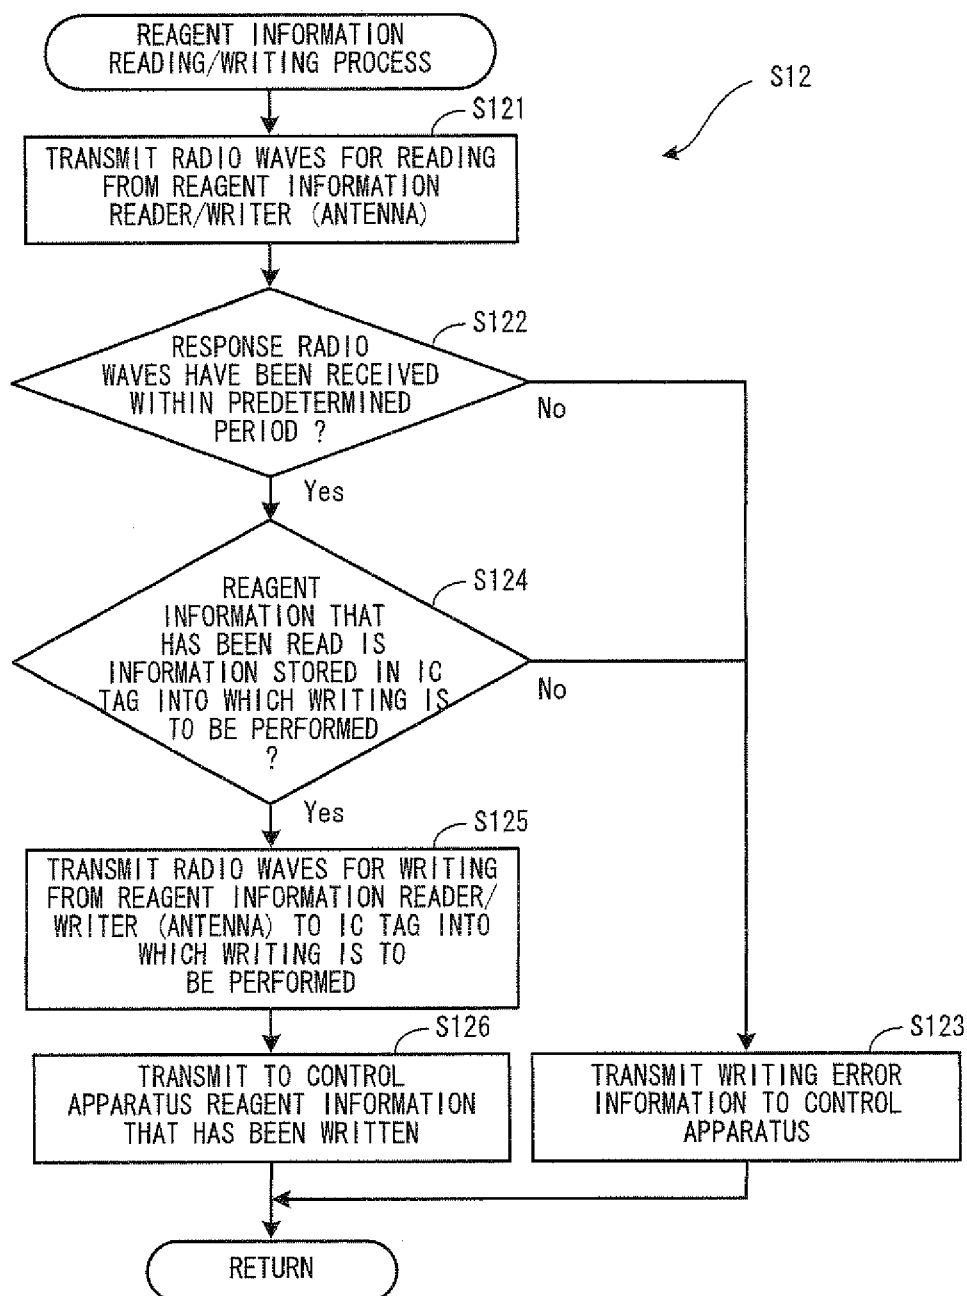 REAGENT INFORMATION
READING/WRITING PROCESS
S12
S121
TRANSMIT RADIO WAVES FOR READING
FROM REAGENT INFORMATION
READER/WRITER (ANTENNA)
S122
RESPONSE RADIO
WAVES HAVE BEEN RECEIVED
WITHIN PREDETERMINED
PERIOD ?
No
Yes
S124
REAGENT
INFORMATION THAT
HAS BEEN READ IS
INFORMATION STORED IN IC
TAG INTO WHICH WRITING IS
TO BE PERFORMED
?
No
Yes
S125
TRANSMIT RADIO WAVES FOR WRITING
FROM REAGENT INFORMATION READER/
WRITER (ANTENNA) TO IC TAG INTO
WHICH WRITING IS TO
BE PERFORMED
S126
TRANSMIT TO CONTROL
APPARATUS REAGENT INFORMATION
THAT HAS BEEN WRITTEN
S123
TRANSMIT WRITING ERROR
INFORMATION TO CONTROL
APPARATUS
RETURN